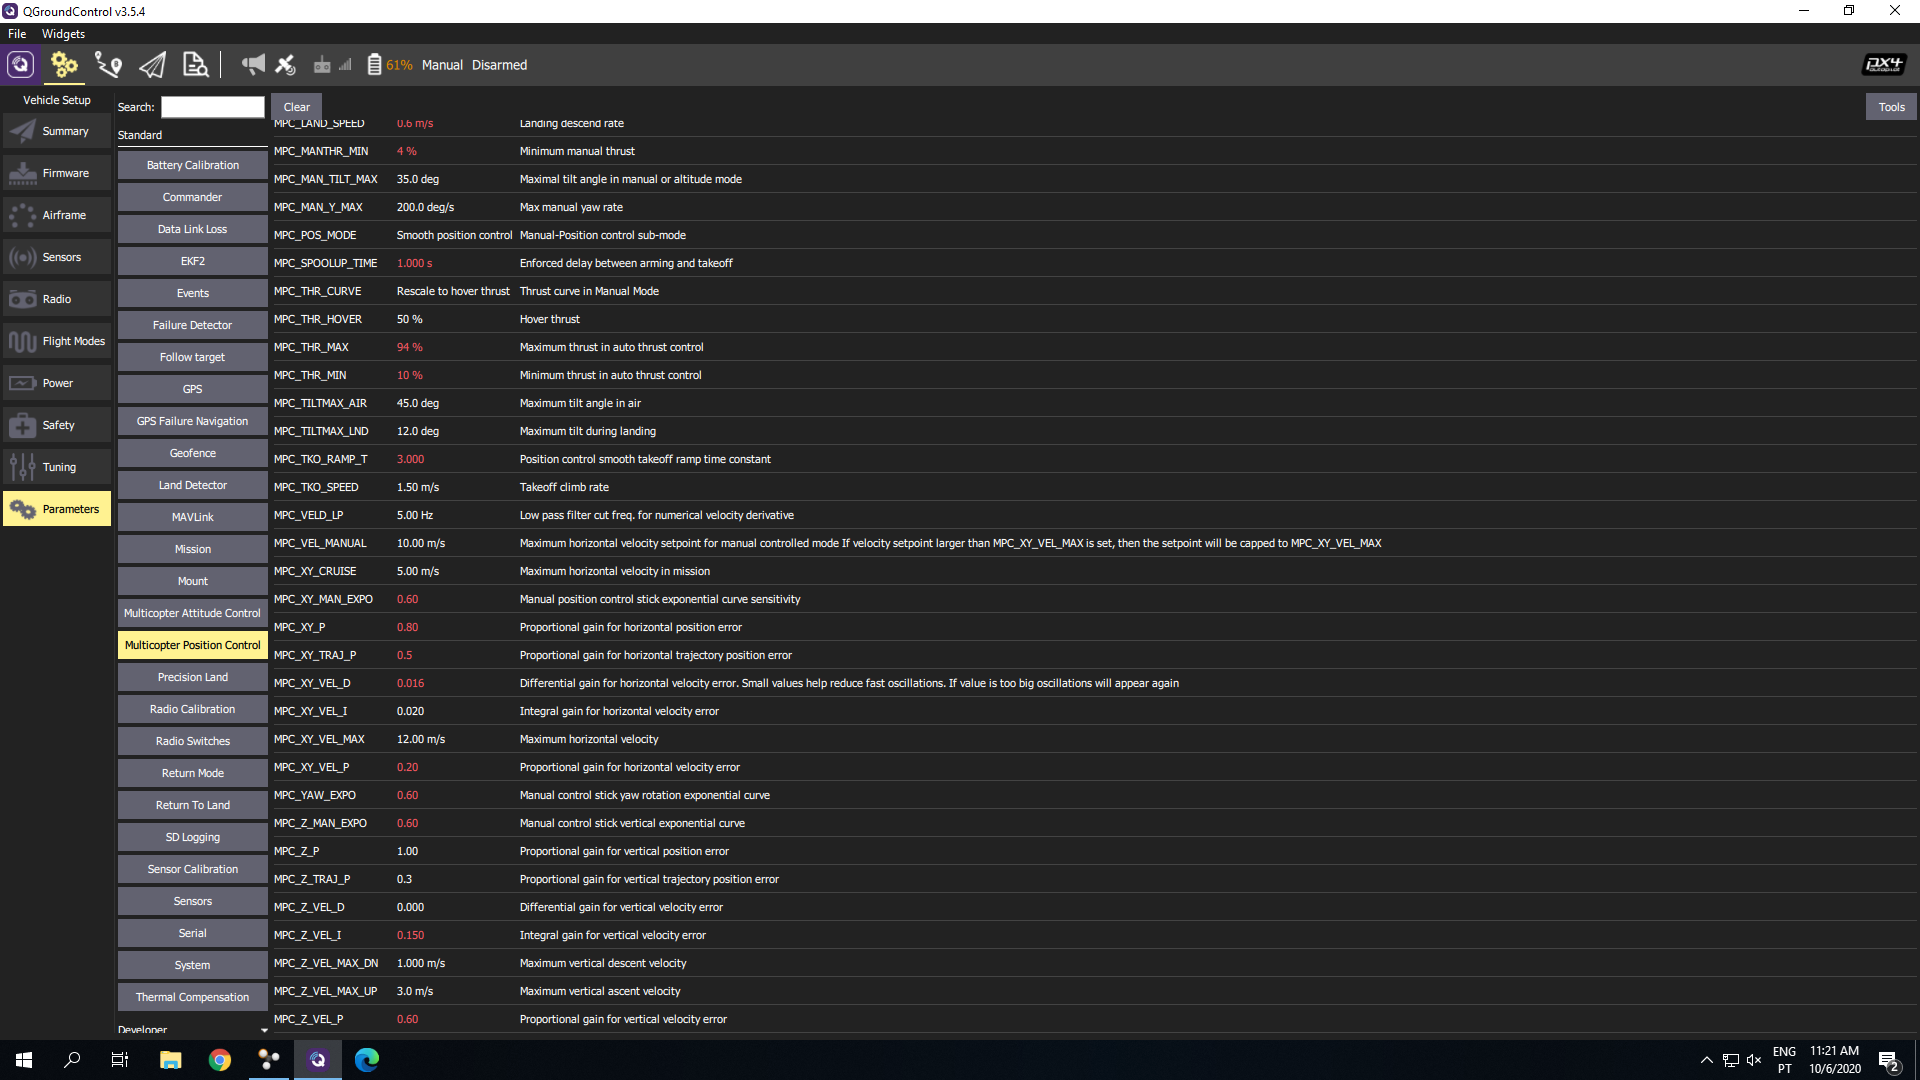 QGroundControl v3.5.4
File Widgets
61% Manual Disarmed
px4 autopilot
Vehicle Setup
Summary
Firmware
Airframe
Sensors
Radio
Flight Modes
Power
Safety
Tuning
Parameters
Search: Clear Tools
Standard
Battery Calibration
Commander
Data Link Loss
EKF2
Events
Failure Detector
Follow target
GPS
GPS Failure Navigation
Geofence
Land Detector
MAVLink
Mission
Mount
Multicopter Attitude Control
Multicopter Position Control
Precision Land
Radio Calibration
Radio Switches
Return Mode
Return To Land
SD Logging
Sensor Calibration
Sensors
Serial
System
Thermal Compensation
Developer
MPC_LAND_SPEED 0.6 m/s Landing descend rate
MPC_MANTHR_MIN 4 % Minimum manual thrust
MPC_MAN_TILT_MAX 35.0 deg Maximal tilt angle in manual or altitude mode
MPC_MAN_Y_MAX 200.0 deg/s Max manual yaw rate
MPC_POS_MODE Smooth position control Manual-Position control sub-mode
MPC_SPOOLUP_TIME 1.000 s Enforced delay between arming and takeoff
MPC_THR_CURVE Rescale to hover thrust Thrust curve in Manual Mode
MPC_THR_HOVER 50 % Hover thrust
MPC_THR_MAX 94 % Maximum thrust in auto thrust control
MPC_THR_MIN 10 % Minimum thrust in auto thrust control
MPC_TILTMAX_AIR 45.0 deg Maximum tilt angle in air
MPC_TILTMAX_LND 12.0 deg Maximum tilt during landing
MPC_TKO_RAMP_T 3.000 Position control smooth takeoff ramp time constant
MPC_TKO_SPEED 1.50 m/s Takeoff climb rate
MPC_VELD_LP 5.00 Hz Low pass filter cut freq. for numerical velocity derivative
MPC_VEL_MANUAL 10.00 m/s Maximum horizontal velocity setpoint for manual controlled mode If velocity setpoint larger than MPC_XY_VEL_MAX is set, then the setpoint will be capped to MPC_XY_VEL_MAX
MPC_XY_CRUISE 5.00 m/s Maximum horizontal velocity in mission
MPC_XY_MAN_EXPO 0.60 Manual position control stick exponential curve sensitivity
MPC_XY_P 0.80 Proportional gain for horizontal position error
MPC_XY_TRAJ_P 0.5 Proportional gain for horizontal trajectory position error
MPC_XY_VEL_D 0.016 Differential gain for horizontal velocity error. Small values help reduce fast oscillations. If value is too big oscillations will appear again
MPC_XY_VEL_I 0.020 Integral gain for horizontal velocity error
MPC_XY_VEL_MAX 12.00 m/s Maximum horizontal velocity
MPC_XY_VEL_P 0.20 Proportional gain for horizontal velocity error
MPC_YAW_EXPO 0.60 Manual control stick yaw rotation exponential curve
MPC_Z_MAN_EXPO 0.60 Manual control stick vertical exponential curve
MPC_Z_P 1.00 Proportional gain for vertical position error
MPC_Z_TRAJ_P 0.3 Proportional gain for vertical trajectory position error
MPC_Z_VEL_D 0.000 Differential gain for vertical velocity error
MPC_Z_VEL_I 0.150 Integral gain for vertical velocity error
MPC_Z_VEL_MAX_DN 1.000 m/s Maximum vertical descent velocity
MPC_Z_VEL_MAX_UP 3.0 m/s Maximum vertical ascent velocity
MPC_Z_VEL_P 0.60 Proportional gain for vertical velocity error
ENG 11:21 AM
PT 10/6/2020
2